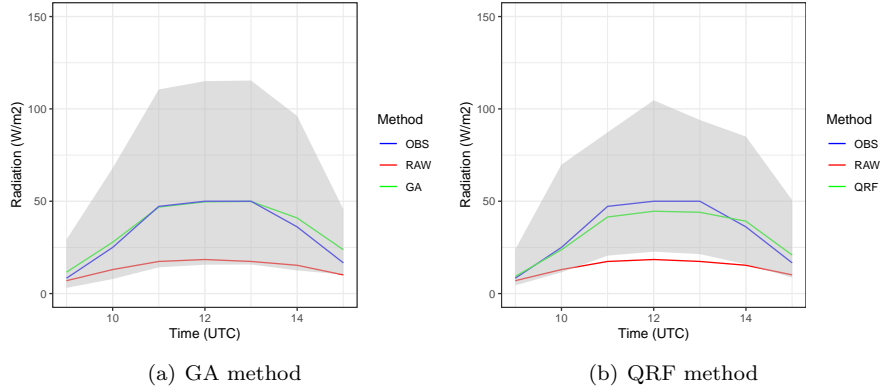 150
100
50
0
Radiation (W/m2)
10
12
14
Time (UTC)
Method
OBS
RAW
GA
(a) GA method
150
100
50
0
Radiation (W/m2)
10
12
14
Time (UTC)
Method
OBS
RAW
QRF
(b) QRF method